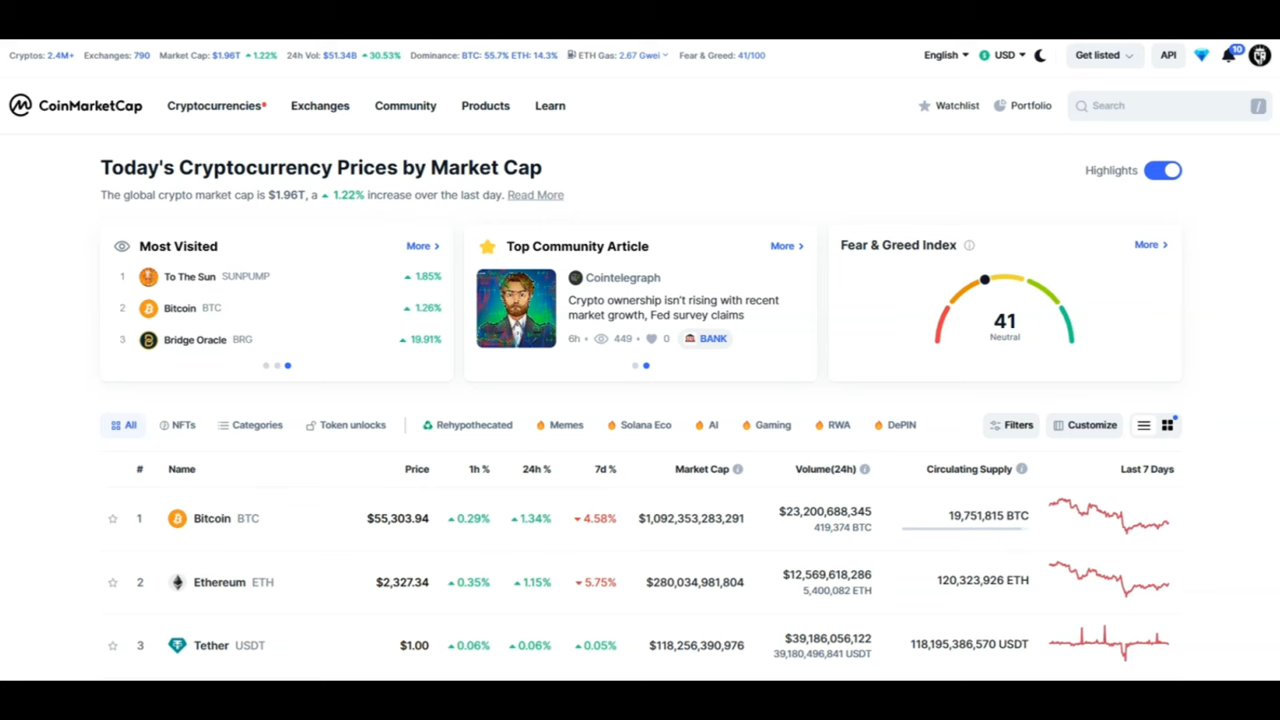 Cryptos: 2.4M+ Exchanges: 790 Market Cap: $1.96T 1.22% 24h Vol: $51.34B 30.53% Dominance: BTC: 55.7% ETH: 14.3% ETH Gas: 2.67 Gwei Fear & Greed: 41/100 English USD Get listed API 10
CoinMarketCap Cryptocurrencies Exchanges Community Products Learn Watchlist Portfolio Search /
Today's Cryptocurrency Prices by Market Cap
Highlights
The global crypto market cap is $1.96T, a 1.22% increase over the last day. Read More
Most Visited More >
1 To The Sun SUNPUMP 1.85%
2 Bitcoin BTC 1.26%
3 Bridge Oracle BRG 19.91%
Top Community Article More >
Cointelegraph
Crypto ownership isn't rising with recent
market growth, Fed survey claims
6h • 449 • 0 BANK
Fear & Greed Index More >
41
Neutral
All NFTs Categories Token unlocks Rehypothecated Memes Solana Eco AI Gaming RWA DePIN Filters Customize
# Name Price 1h % 24h % 7d % Market Cap Volume(24h) Circulating Supply Last 7 Days
1 Bitcoin BTC $55,303.94 0.29% 1.34% 4.58% $1,092,353,283,291 $23,200,688,345 19,751,815 BTC
419,374 BTC
2 Ethereum ETH $2,327.34 0.35% 1.15% 5.75% $280,034,981,804 $12,569,618,286 120,323,926 ETH
5,400,082 ETH
3 Tether USDT $1.00 0.06% 0.06% 0.05% $118,256,390,976 $39,186,056,122 118,195,386,570 USDT
39,180,496,841 USDT